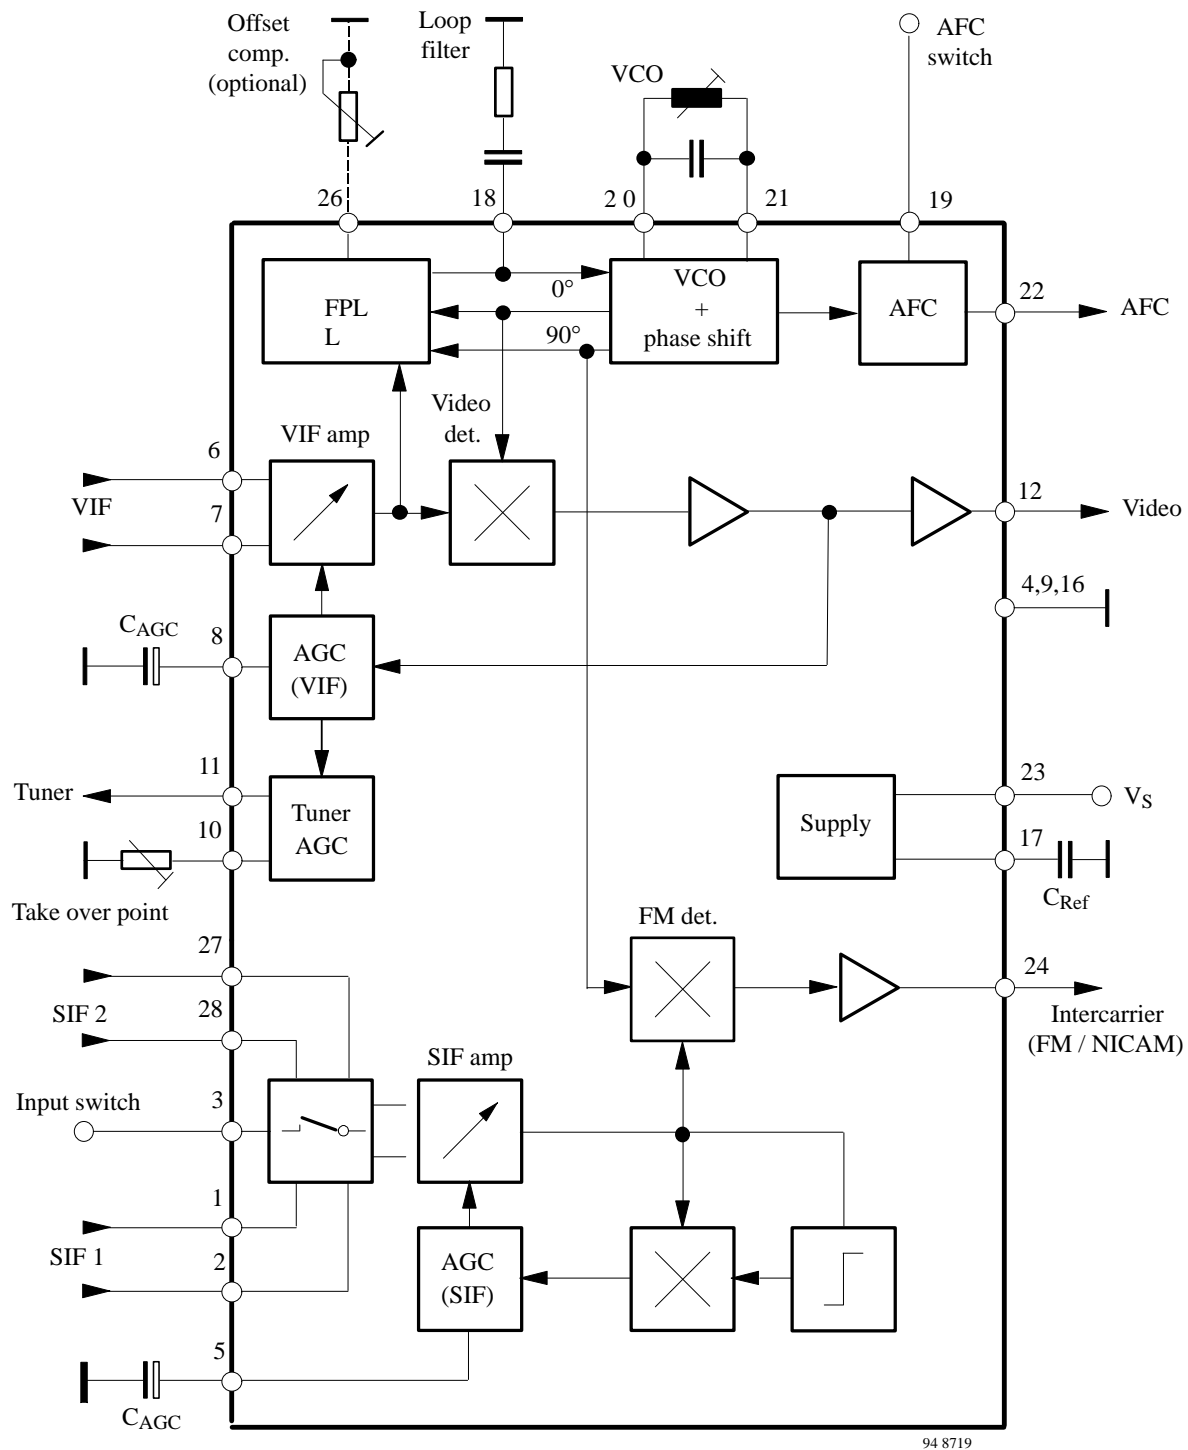 Offset
comp.
(optional)
Loop
filter
VCO
AFC
switch
26
18
2 0
21
19
FPL
L
0°
90°
VCO
+
phase shift
AFC
22
AFC
Video
det.
VIF amp
6
VIF
7
12
Video
4,9,16
CAGC
8
AGC
(VIF)
11
Tuner
10
Tuner
AGC
Take over point
Supply
23
VS
17
CRef
FM det.
27
SIF 2
28
24
Intercarrier
(FM / NICAM)
SIF amp
Input switch
3
1
SIF 1
2
AGC
(SIF)
5
CAGC
94 8719